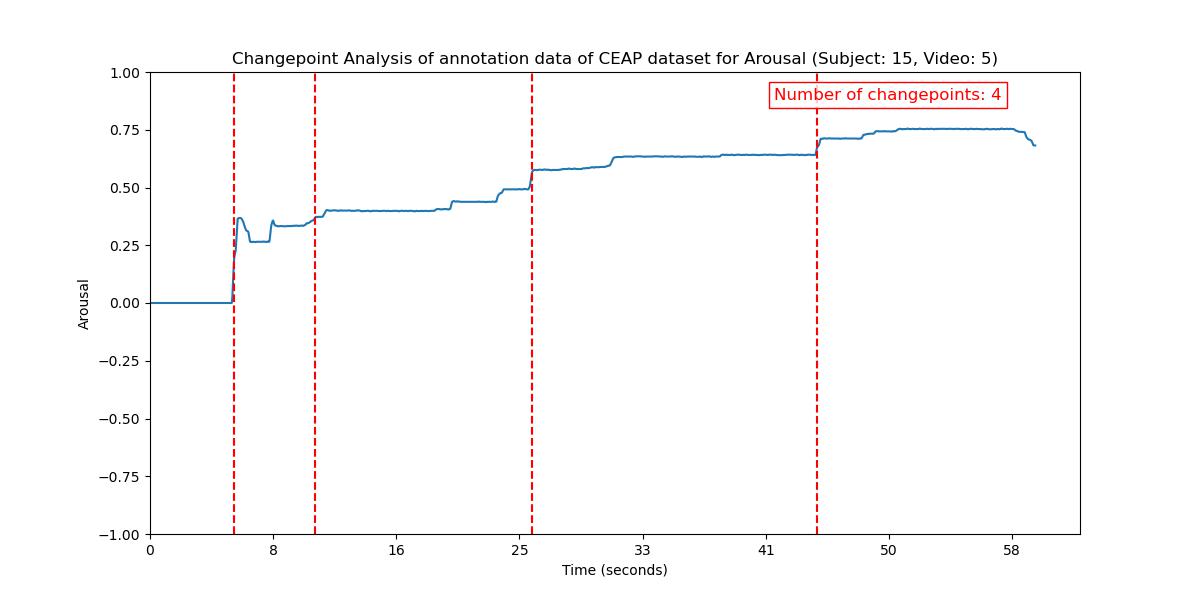 Changepoint Analysis of annotation data of CEAP dataset for Arousal (Subject: 15, Video: 5)
Number of changepoints: 4
1.00
0.75
0.50
0.25
0.00
−0.25
−0.50
−0.75
−1.00
Arousal
0 8 16 25 33 41 50 58
Time (seconds)